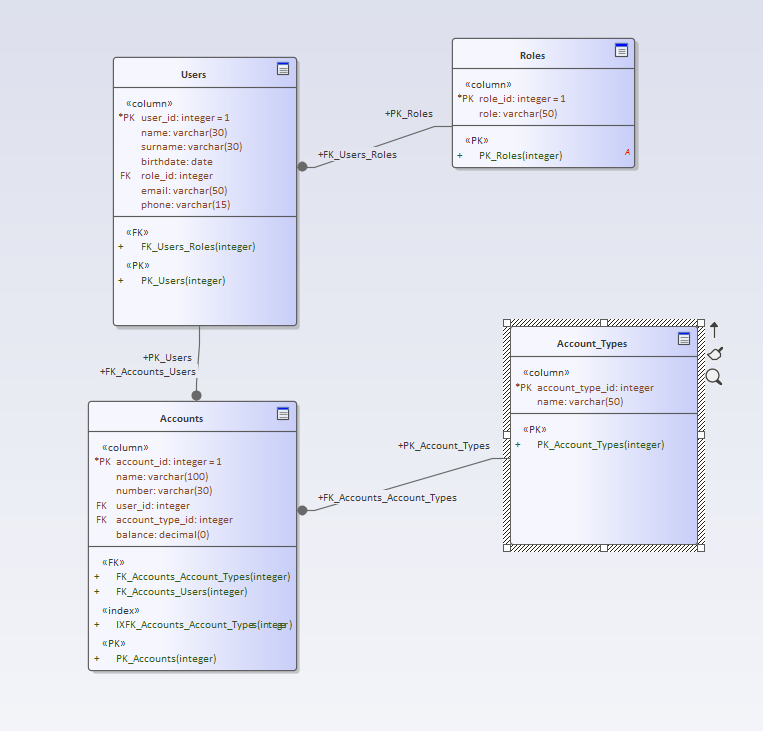 Users
«column»
*PK user_id: integer = 1
name: varchar(30)
surname: varchar(30)
birthdate: date
FK role_id: integer
email: varchar(50)
phone: varchar(15)
«FK»
+ FK_Users_Roles(integer)
«PK»
+ PK_Users(integer)
Roles
«column»
*PK role_id: integer = 1
role: varchar(50)
«PK»
+ PK_Roles(integer)
A
+PK_Roles
+FK_Users_Roles
+PK_Users
+FK_Accounts_Users
Accounts
«column»
*PK account_id: integer = 1
name: varchar(100)
number: varchar(30)
FK user_id: integer
FK account_type_id: integer
balance: decimal(0)
«FK»
+ FK_Accounts_Account_Types(integer)
+ FK_Accounts_Users(integer)
«index»
+ IXFK_Accounts_Account_Types(integer)
«PK»
+ PK_Accounts(integer)
+PK_Account_Types
+FK_Accounts_Account_Types
Account_Types
«column»
*PK account_type_id: integer
name: varchar(50)
«PK»
+ PK_Account_Types(integer)